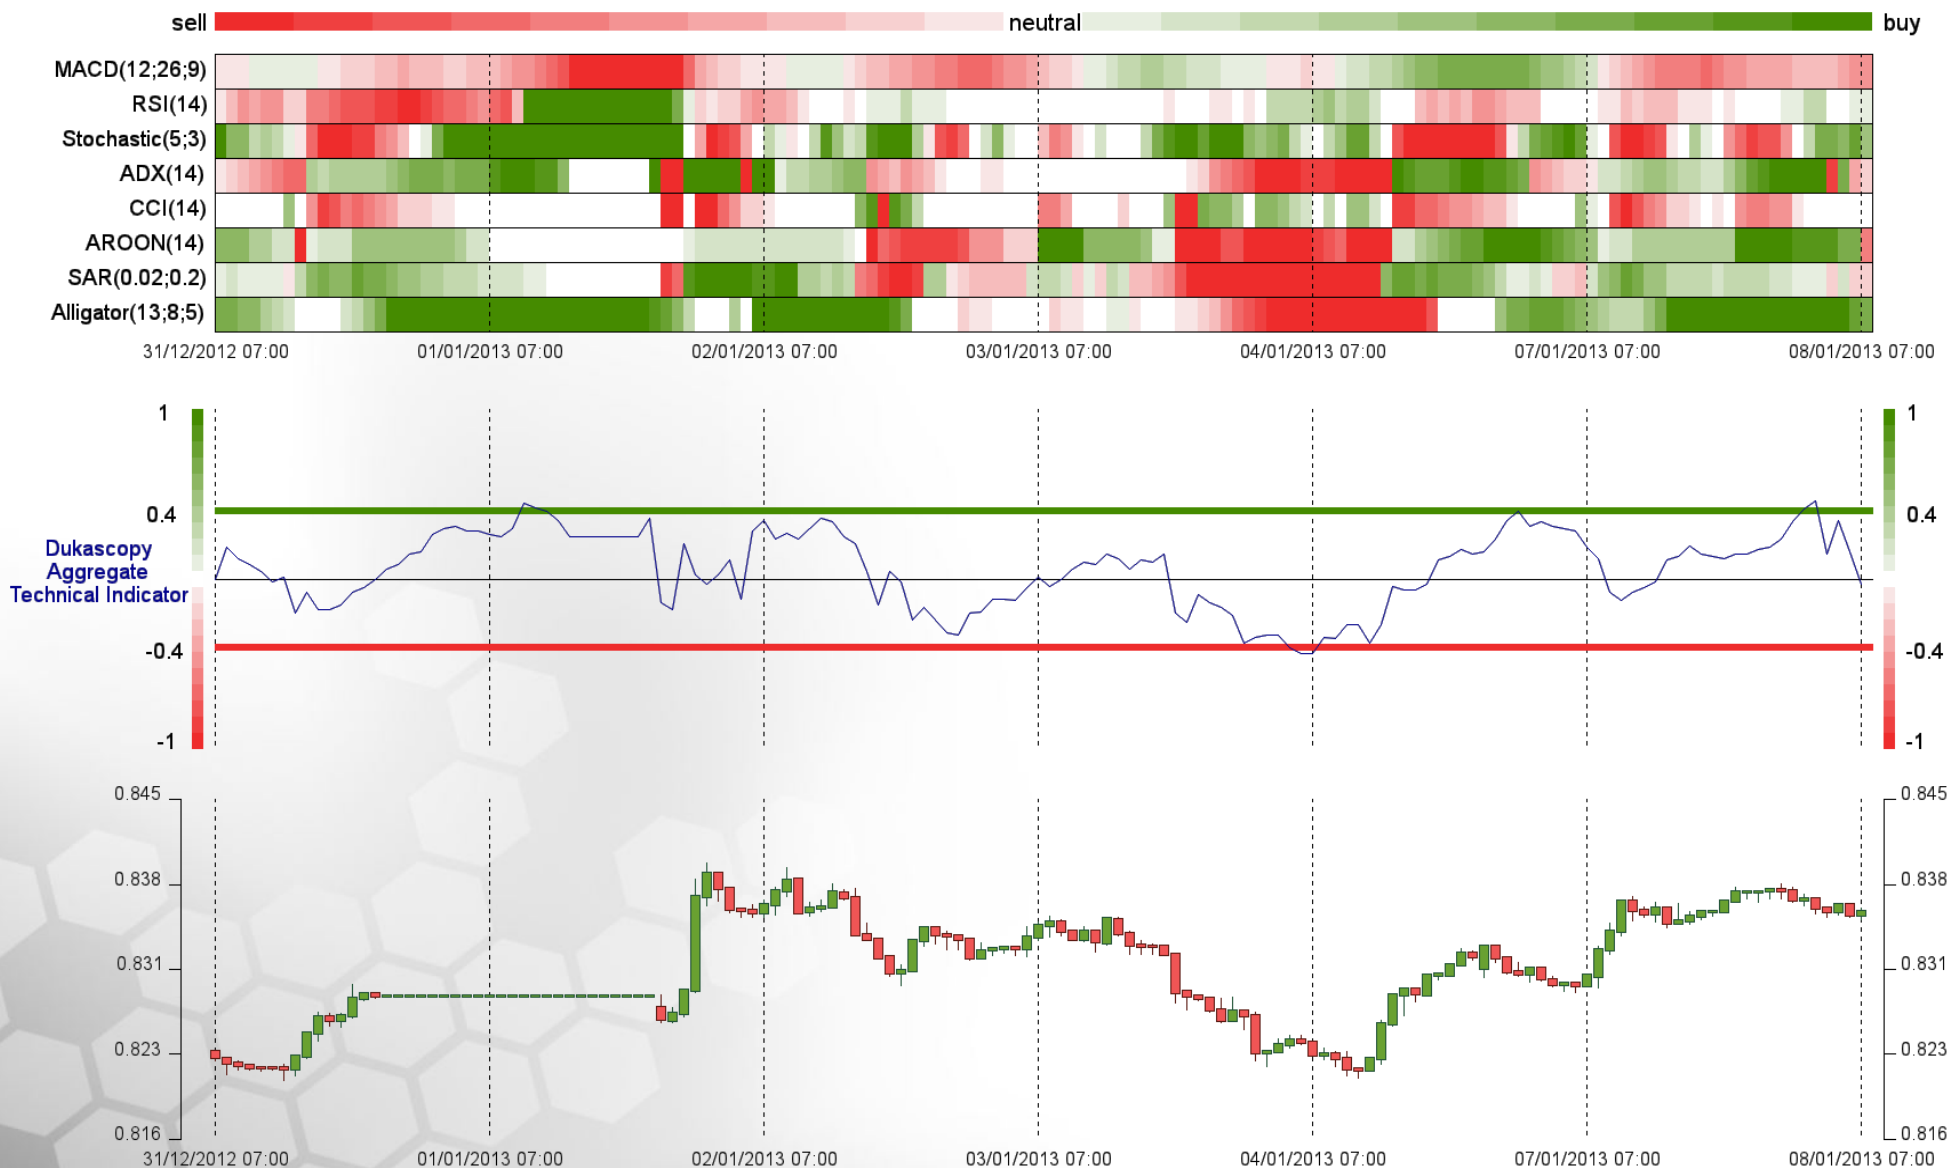 sell neutral buy
MACD(12;26;9)
RSI(14)
Stochastic(5;3)
ADX(14)
CCI(14)
AROON(14)
SAR(0.02;0.2)
Alligator(13;8;5)
31/12/2012 07:00 01/01/2013 07:00 02/01/2013 07:00 03/01/2013 07:00 04/01/2013 07:00 07/01/2013 07:00 08/01/2013 07:00
1 1
0.4 0.4
Dukascopy
Aggregate
Technical Indicator
-0.4 -0.4
-1 -1
0.845 0.845
0.838 0.838
0.831 0.831
0.823 0.823
0.816 0.816
31/12/2012 07:00 01/01/2013 07:00 02/01/2013 07:00 03/01/2013 07:00 04/01/2013 07:00 07/01/2013 07:00 08/01/2013 07:00